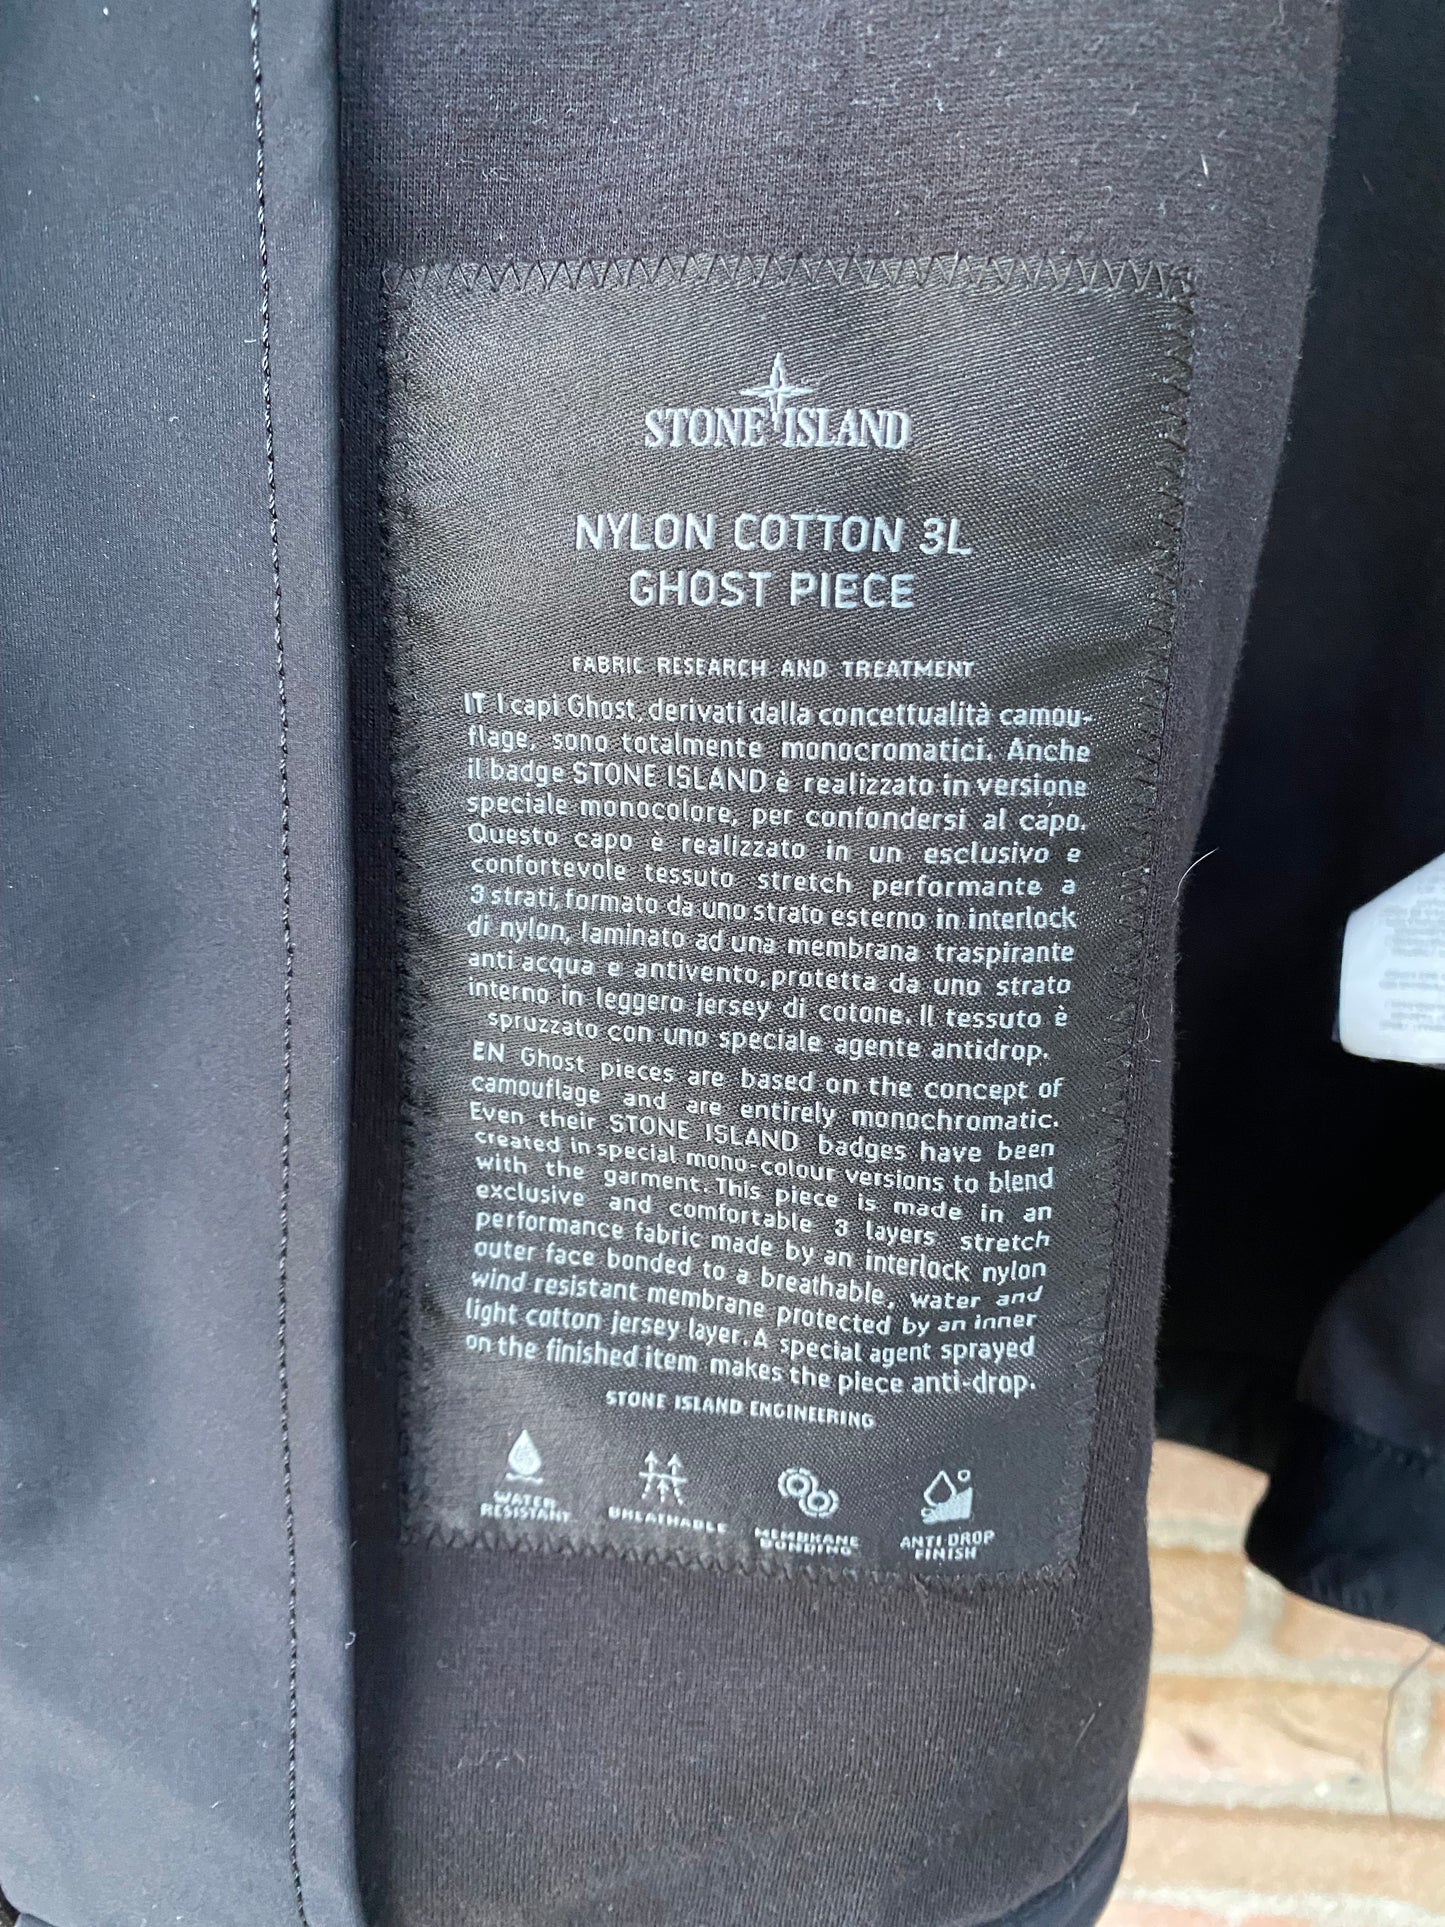 STONE ISLAND
NYLON COTTON 3L
GHOST PIECE
FABRIC RESEARCH AND TREATMENT
IT I capi Ghost, derivati dalla concettualità camou-
flage, sono totalmente monocromatici. Anche
il badge STONE ISLAND è realizzato in versione
speciale monocolore, per confondersi al capo.
Questo capo è realizzato in un esclusivo e
confortevole tessuto stretch performante a
3 strati, formato da uno strato esterno in interlock
di nylon, laminato ad una membrana traspirante
anti acqua e antivento, protetta da uno strato
interno in leggero jersey di cotone. Il tessuto è
spruzzato con uno speciale agente antidrop.
EN Ghost pieces are based on the concept of
camouflage and are entirely monochromatic.
Even their STONE ISLAND badges have been
created in special mono-colour versions to blend
with the garment. This piece is made in an
exclusive and comfortable 3 layers stretch
performance fabric made by an interlock nylon
outer face bonded to a breathable, water and
wind resistant membrane protected by an inner
light cotton jersey layer. A special agent sprayed
on the finished item makes the piece anti-drop.
STONE ISLAND ENGINEERING
WATER
RESISTANT
BREATHABLE
MEMBRANE
BONDING
ANTI-DROP
FINISH